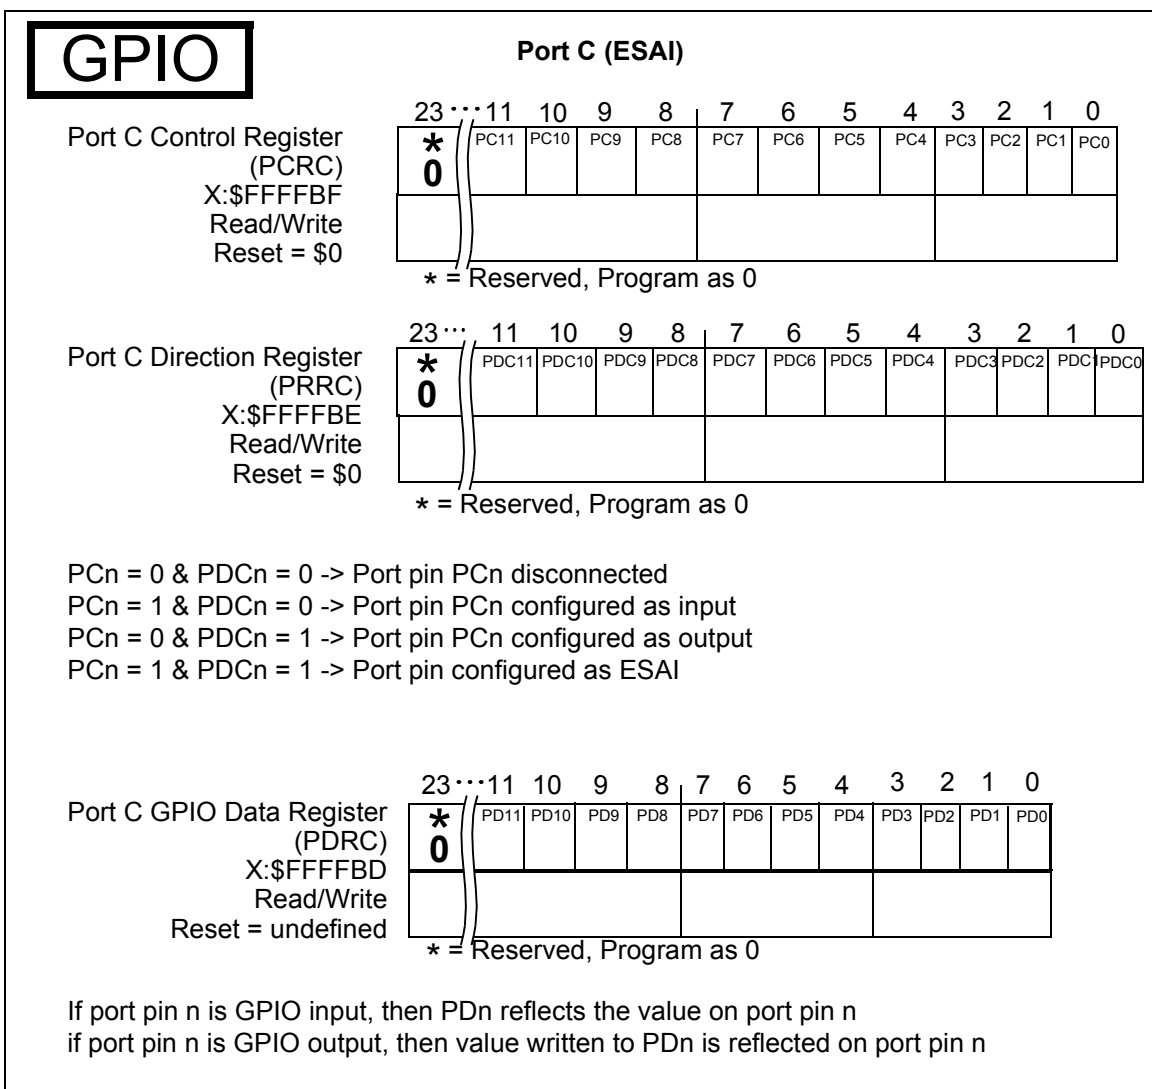 GPIO
Port C (ESAI)
23 ••• 11 10 9 8 7 6 5 4 3 2 1 0
Port C Control Register
(PCRC)
X:$FFFFBF
Read/Write
Reset = $0
* PC11 PC10 PC9 PC8 PC7 PC6 PC5 PC4 PC3 PC2 PC1 PC0
0
* = Reserved, Program as 0
23 ••• 11 10 9 8 7 6 5 4 3 2 1 0
Port C Direction Register
(PRRC)
X:$FFFFBE
Read/Write
Reset = $0
* PDC11 PDC10 PDC9 PDC8 PDC7 PDC6 PDC5 PDC4 PDC3 PDC2 PDC1 PDC0
0
* = Reserved, Program as 0
PCn = 0 & PDCn = 0 -> Port pin PCn disconnected
PCn = 1 & PDCn = 0 -> Port pin PCn configured as input
PCn = 0 & PDCn = 1 -> Port pin PCn configured as output
PCn = 1 & PDCn = 1 -> Port pin configured as ESAI
23 ••• 11 10 9 8 7 6 5 4 3 2 1 0
Port C GPIO Data Register
(PDRC)
X:$FFFFBD
Read/Write
Reset = undefined
* PD11 PD10 PD9 PD8 PD7 PD6 PD5 PD4 PD3 PD2 PD1 PD0
0
* = Reserved, Program as 0
If port pin n is GPIO input, then PDn reflects the value on port pin n
if port pin n is GPIO output, then value written to PDn is reflected on port pin n